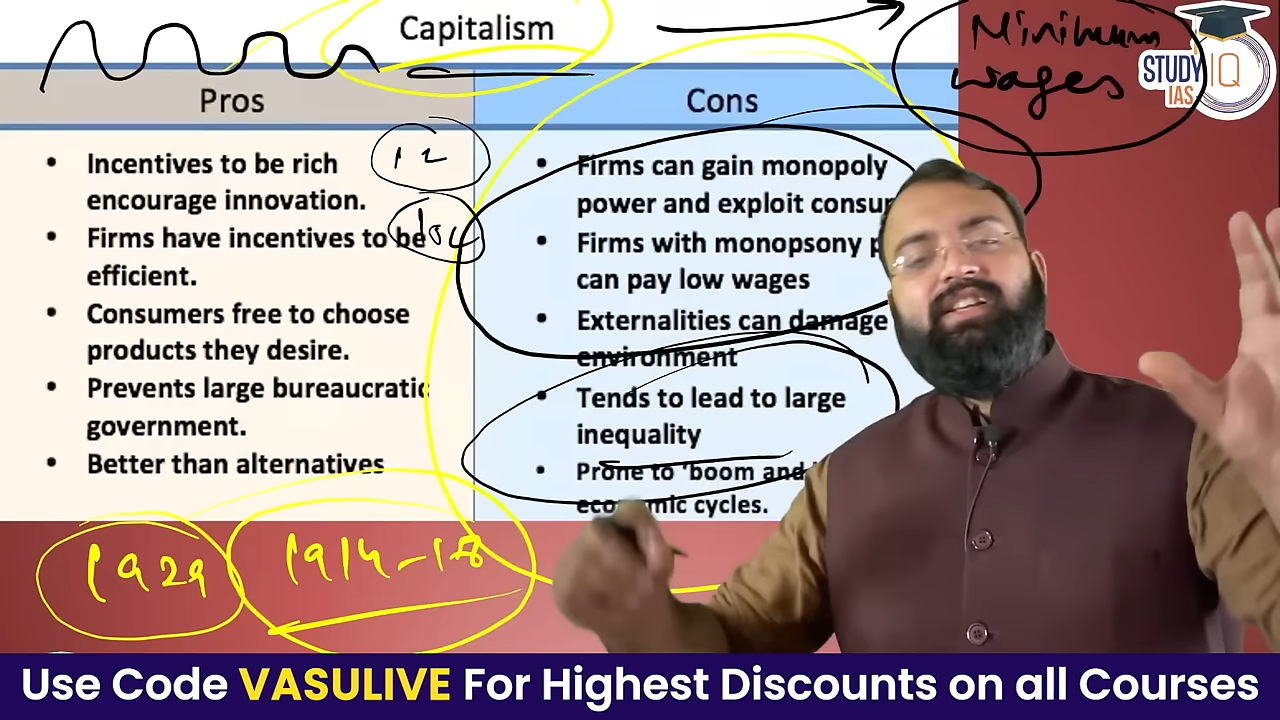 Capitalism
Minimum
wages
STUDY IQ
IAS
Pros
Cons
• Incentives to be rich
encourage innovation.
• Firms have incentives to be
efficient.
• Consumers free to choose
products they desire.
• Prevents large bureaucratic
government.
• Better than alternatives
12
• Firms can gain monopoly
power and exploit
• Firms with monopsony
can pay low wages
• Externalities can damage
environment
• Tends to lead to large
inequality
• Prone to ‘boom and
economic cycles.
1929
1914-18
Use Code VASULIVE For Highest Discounts on all Courses